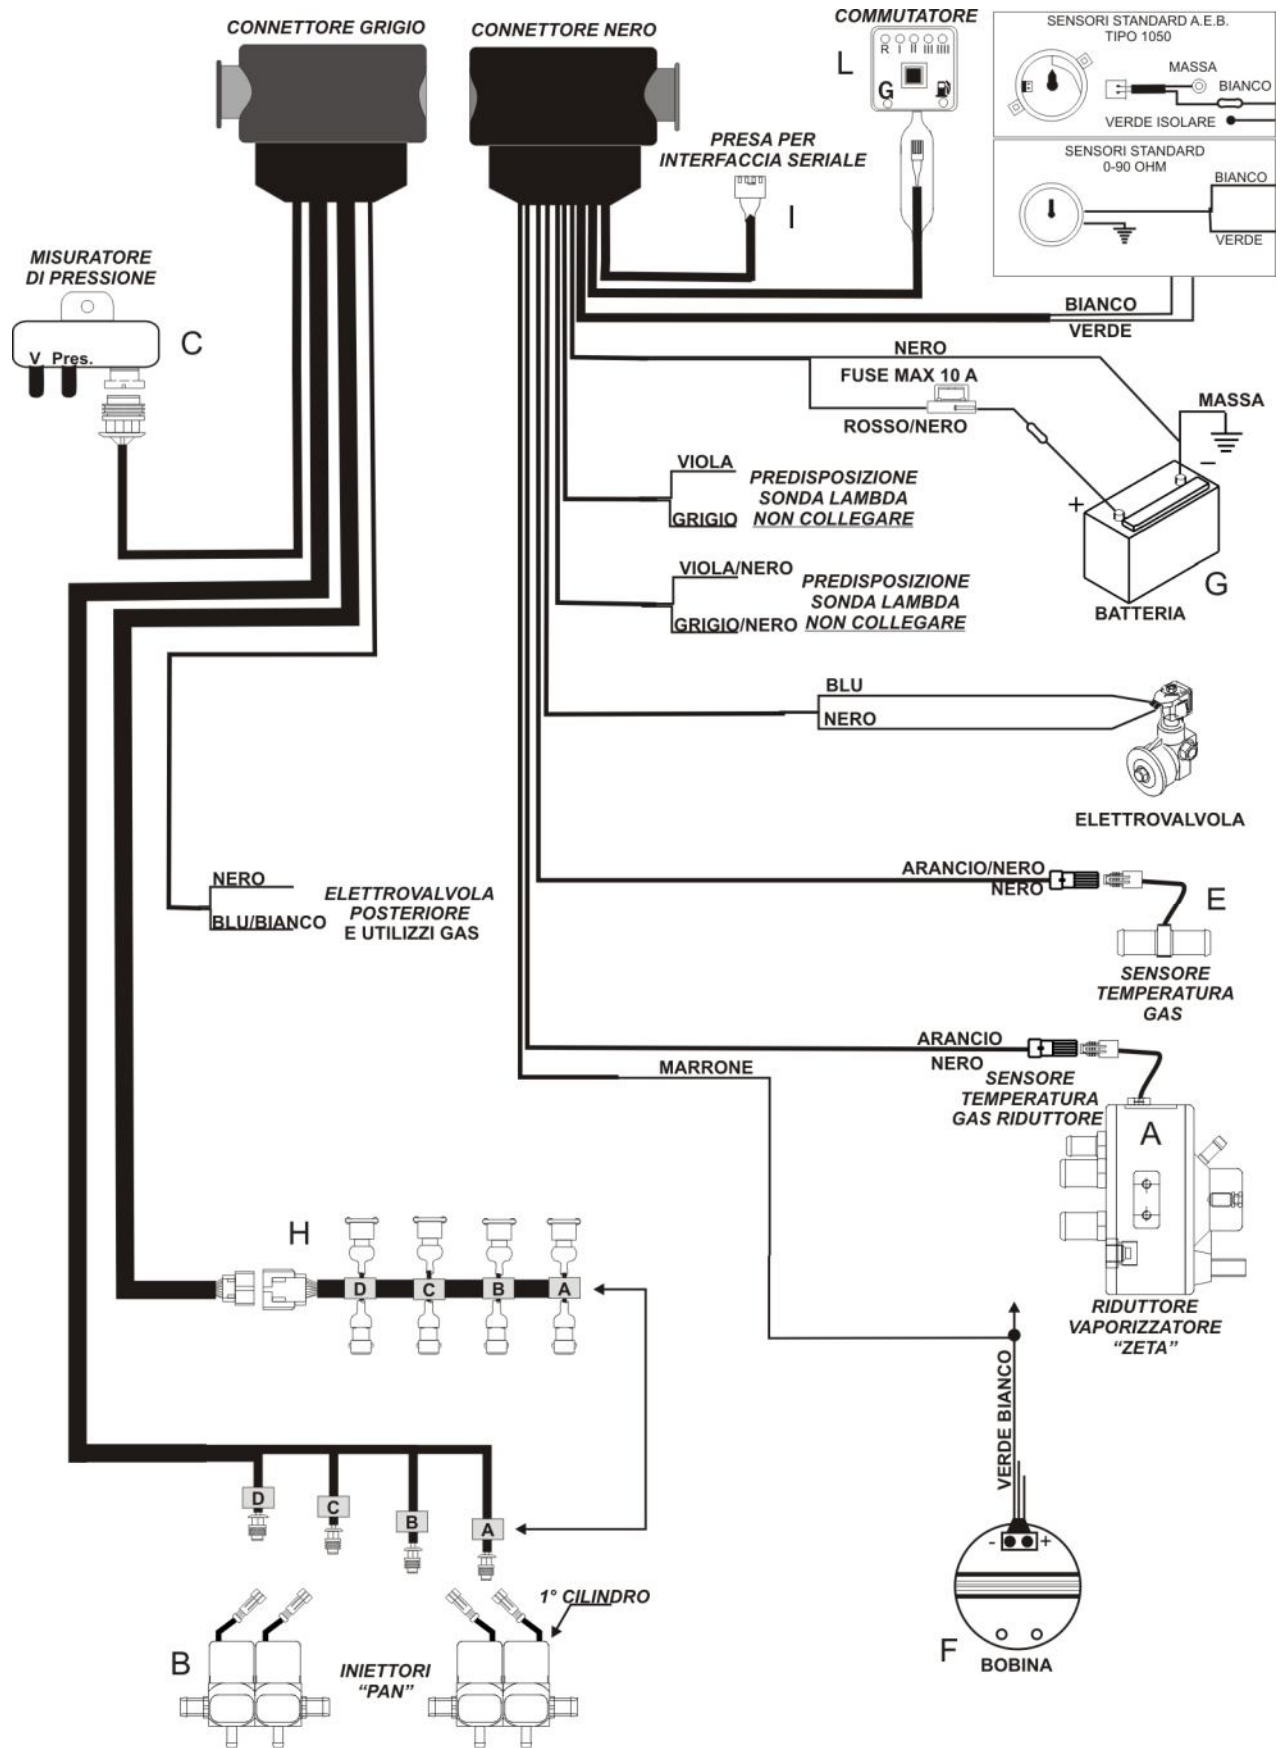 CONNETTORE GRIGIO
CONNETTORE NERO
COMMUTATORE
R I II III IIII
L
G
SENSORI STANDARD A.E.B.
TIPO 1050
MASSA
BIANCO
VERDE ISOLARE
SENSORI STANDARD
0-90 OHM
BIANCO
VERDE
PRESA PER
INTERFACCIA SERIALE
I
MISURATORE
DI PRESSIONE
C
V Pres.
BIANCO
VERDE
NERO
FUSE MAX 10 A
ROSSO/NERO
MASSA
+
−
G
BATTERIA
VIOLA
GRIGIO
PREDISPOSIZIONE
SONDA LAMBDA
NON COLLEGARE
VIOLA/NERO
GRIGIO/NERO
PREDISPOSIZIONE
SONDA LAMBDA
NON COLLEGARE
BLU
NERO
ELETTROVALVOLA
NERO
BLU/BIANCO
ELETTROVALVOLA
POSTERIORE
E UTILIZZI GAS
ARANCIO/NERO
NERO
E
SENSORE
TEMPERATURA
GAS
ARANCIO
NERO
MARRONE
SENSORE
TEMPERATURA
GAS RIDUTTORE
A
RIDUTTORE
VAPORIZZATORE
“ZETA”
H
D C B A
VERDE BIANCO
D
C
B
A
- +
F
BOBINA
1° CILINDRO
B
INIETTORI
“PAN”